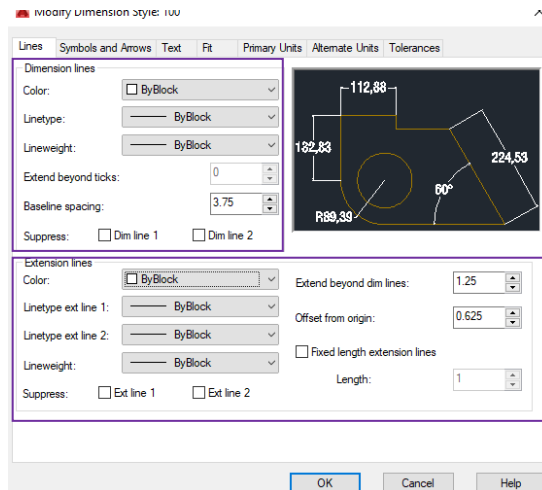 Modify Dimension Style: 100
Lines Symbols and Arrows Text Fit Primary Units Alternate Units Tolerances
Dimension lines
Color: ByBlock
Linetype: ByBlock
Lineweight: ByBlock
Extend beyond ticks: 0
Baseline spacing: 3.75
Suppress: Dim line 1 Dim line 2
112,88
132,83
224,53
60°
R89,39
Extension lines
Color: ByBlock
Linetype ext line 1: ByBlock
Linetype ext line 2: ByBlock
Lineweight: ByBlock
Suppress: Ext line 1 Ext line 2
Extend beyond dim lines: 1.25
Offset from origin: 0.625
Fixed length extension lines
Length: 1
OK Cancel Help